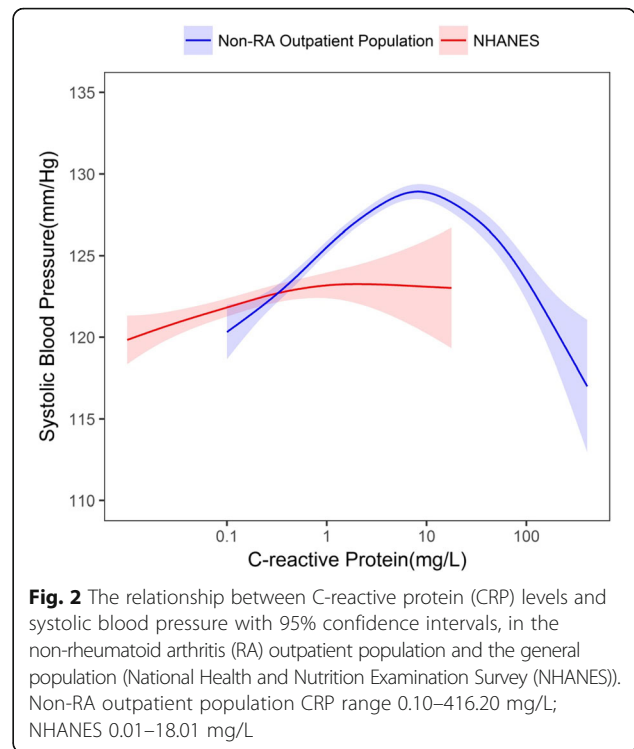 Non-RA Outpatient Population NHANES
135
130
125
120
115
110
Systolic Blood Pressure(mm/Hg)
0.1 1 10 100
C-reactive Protein(mg/L)
Fig. 2 The relationship between C-reactive protein (CRP) levels and
systolic blood pressure with 95% confidence intervals, in the
non-rheumatoid arthritis (RA) outpatient population and the general
population (National Health and Nutrition Examination Survey (NHANES)).
Non-RA outpatient population CRP range 0.10–416.20 mg/L;
NHANES 0.01–18.01 mg/L